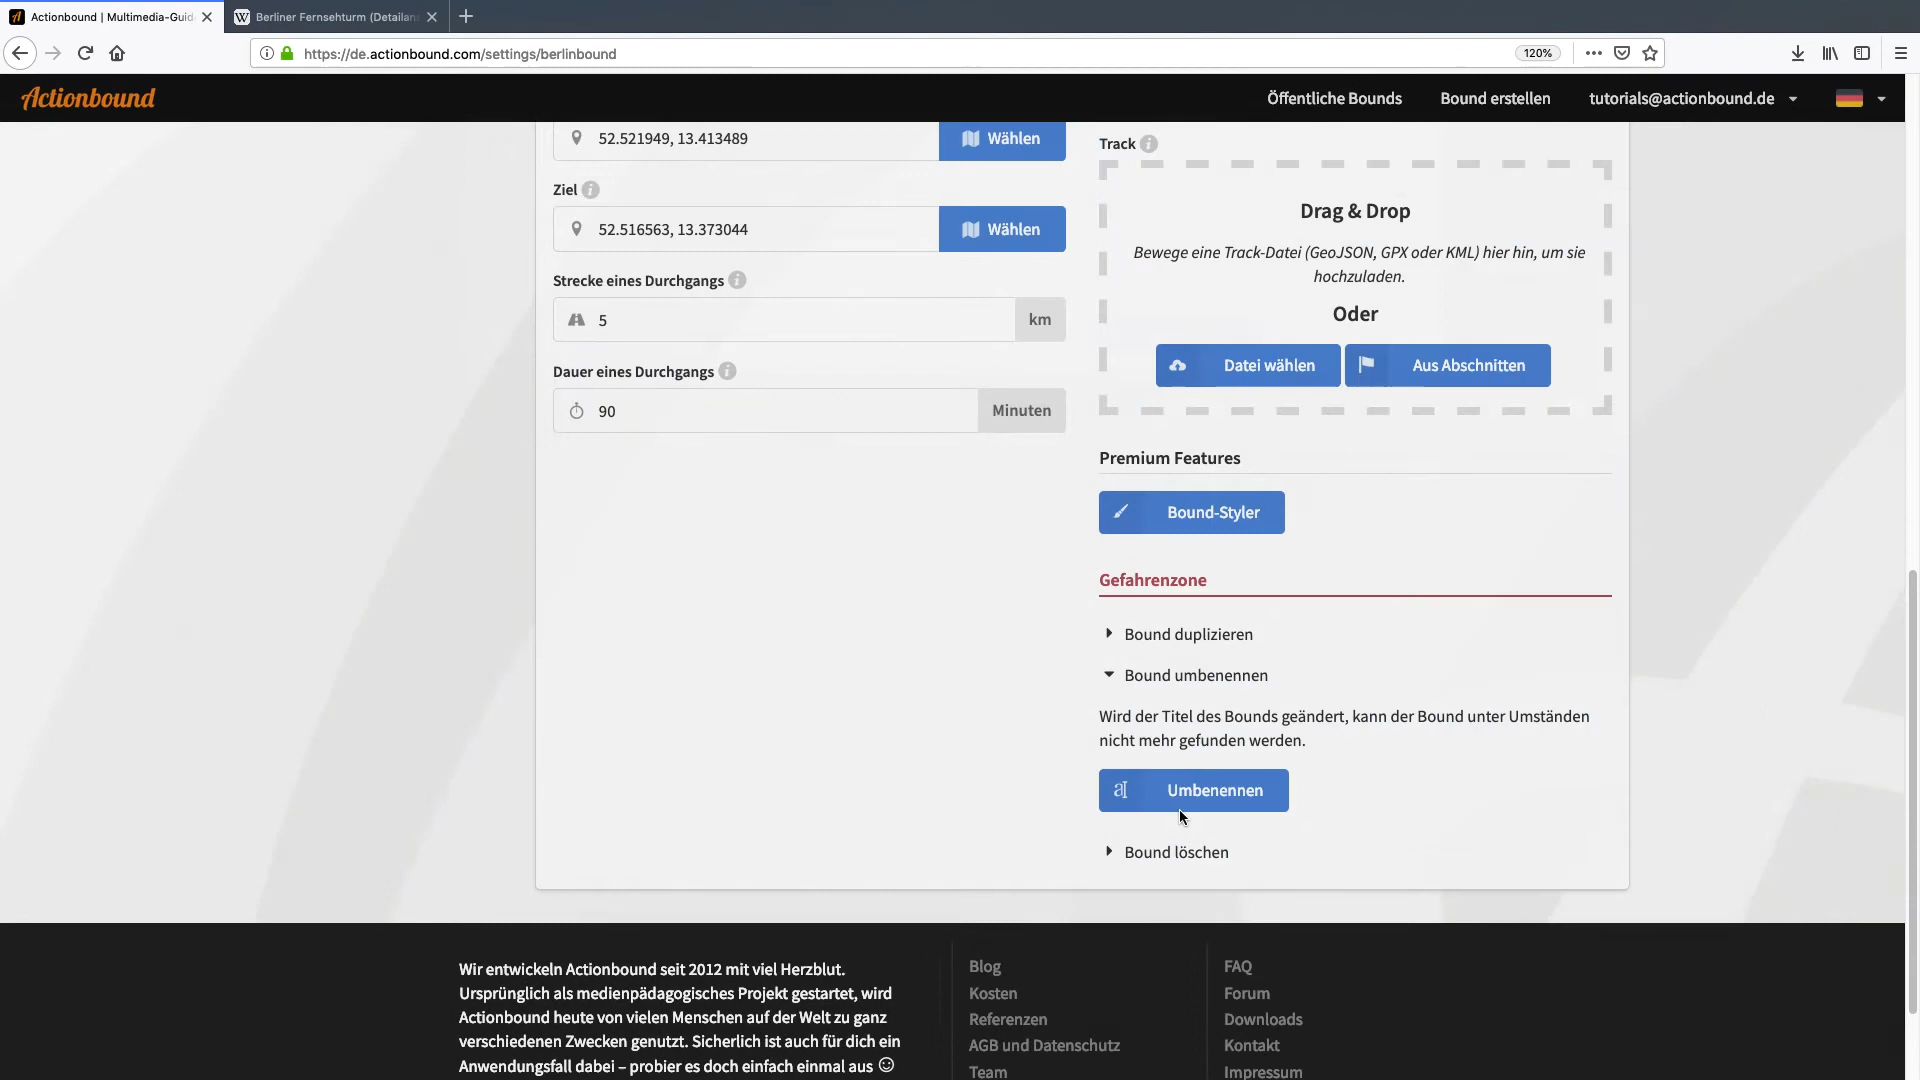 Actionbound | Multimedia-Guid
Berliner Fernsehturm (Detailan
https://de.actionbound.com/settings/berlinbound
120%
Actionbound
Öffentliche Bounds
Bound erstellen
tutorials@actionbound.de
52.521949, 13.413489
Wählen
Ziel
52.516563, 13.373044
Wählen
Strecke eines Durchgangs
5
km
Dauer eines Durchgangs
90
Minuten
Track
Drag & Drop
Bewege eine Track-Datei (GeoJSON, GPX oder KML) hier hin, um sie
hochzuladen.
Oder
Datei wählen
Aus Abschnitten
Premium Features
Bound-Styler
Gefahrenzone
Bound duplizieren
Bound umbenennen
Wird der Titel des Bounds geändert, kann der Bound unter Umständen
nicht mehr gefunden werden.
Umbenennen
Bound löschen
Wir entwickeln Actionbound seit 2012 mit viel Herzblut.
Ursprünglich als medienpädagogisches Projekt gestartet, wird
Actionbound heute von vielen Menschen auf der Welt zu ganz
verschiedenen Zwecken genutzt. Sicherlich ist auch für dich ein
Anwendungsfall dabei – probier es doch einfach einmal aus
Blog
Kosten
Referenzen
AGB und Datenschutz
Team
FAQ
Forum
Downloads
Kontakt
Impressum